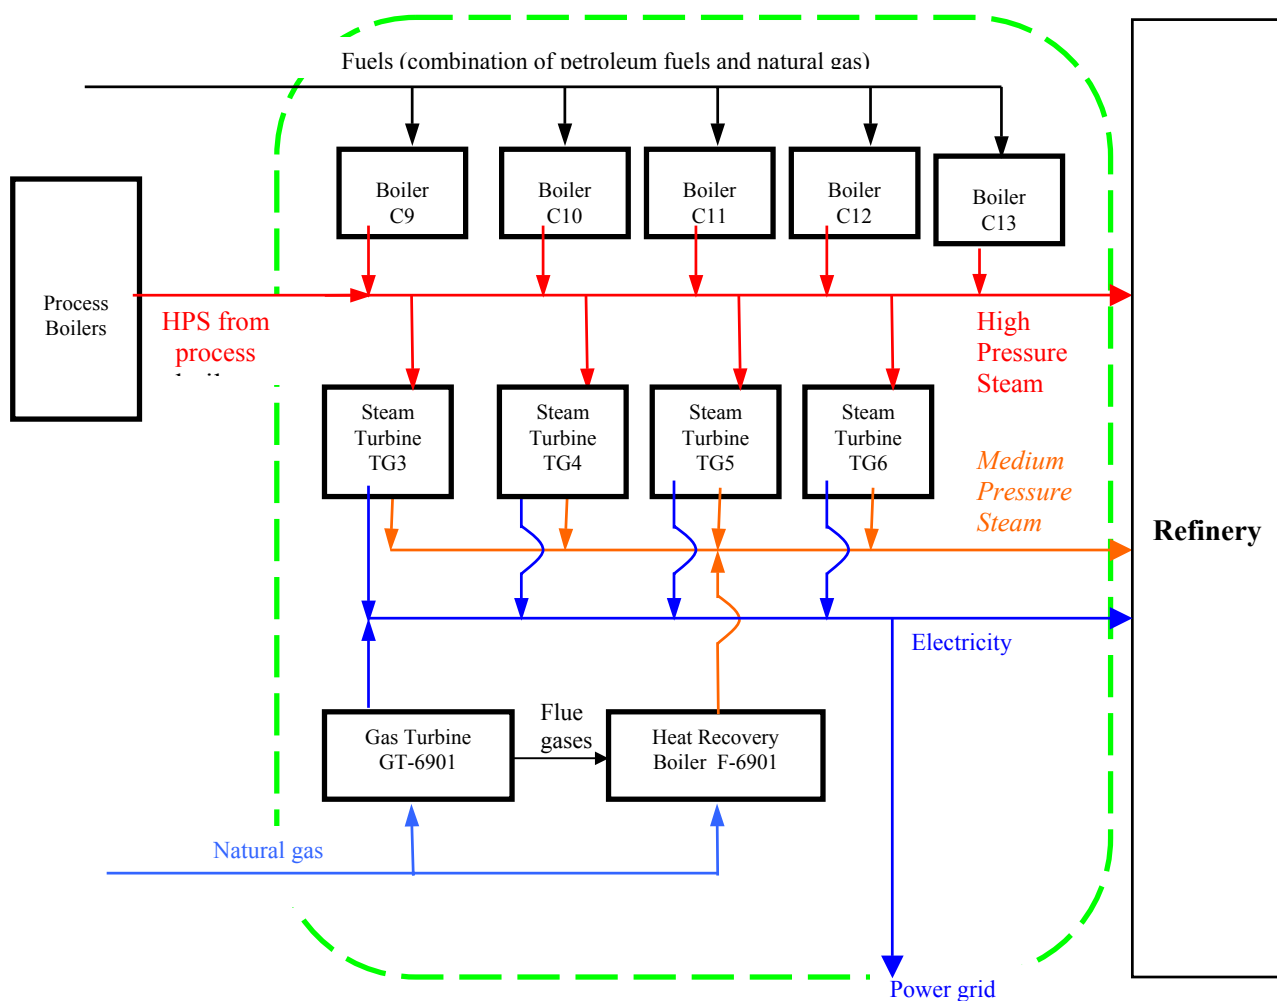 Fuels (combination of petroleum fuels and natural gas)
Boiler
C9
Boiler
C10
Boiler
C11
Boiler
C12
Boiler
C13
Process
Boilers
HPS from
process
High
Pressure
Steam
Steam
Turbine
TG3
Steam
Turbine
TG4
Steam
Turbine
TG5
Steam
Turbine
TG6
Medium
Pressure
Steam
Refinery
Electricity
Gas Turbine
GT-6901
Flue
gases
Heat Recovery
Boiler F-6901
Natural gas
Power grid